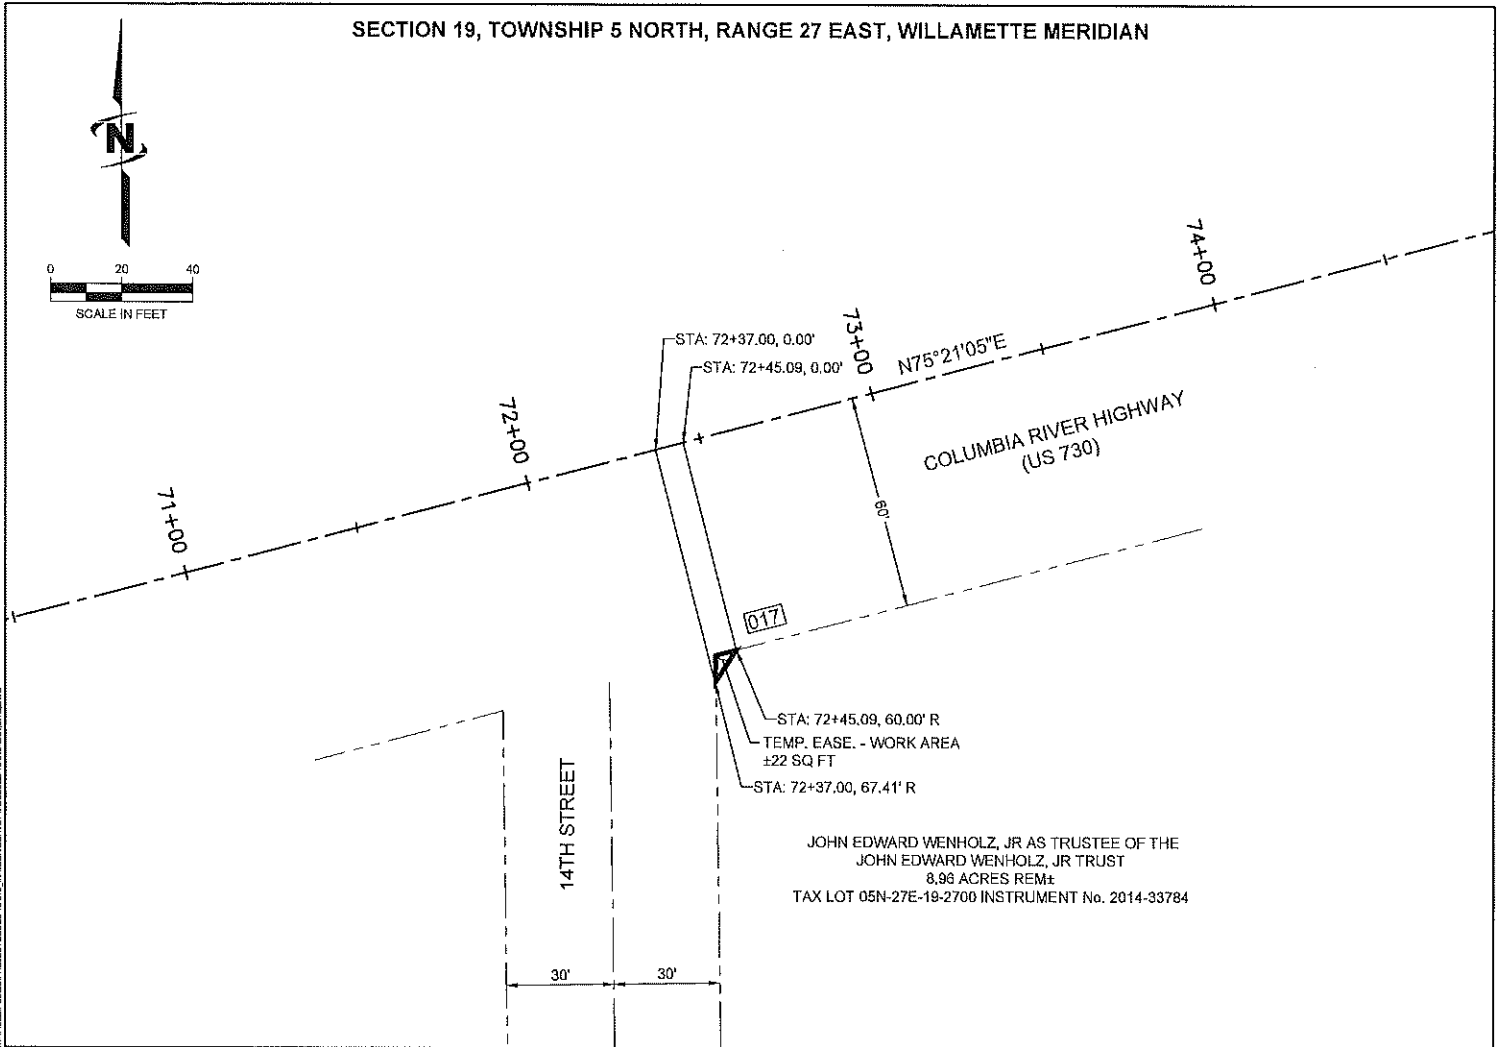 SECTION 19, TOWNSHIP 5 NORTH, RANGE 27 EAST, WILLAMETTE MERIDIAN
N
0 20 40
SCALE IN FEET
74+00
73+00
N75°21'05"E
STA: 72+37.00, 0.00'
STA: 72+45.09, 0.00'
COLUMBIA RIVER HIGHWAY
(US 730)
72+00
71+00
60'
017
STA: 72+45.09, 60.00' R
TEMP. EASE. - WORK AREA
±22 SQ FT
STA: 72+37.00, 67.41' R
14TH STREET
JOHN EDWARD WENHOLZ, JR AS TRUSTEE OF THE
JOHN EDWARD WENHOLZ, JR TRUST
8.96 ACRES REM±
TAX LOT 05N-27E-19-2700 INSTRUMENT No. 2014-33784
30' 30'